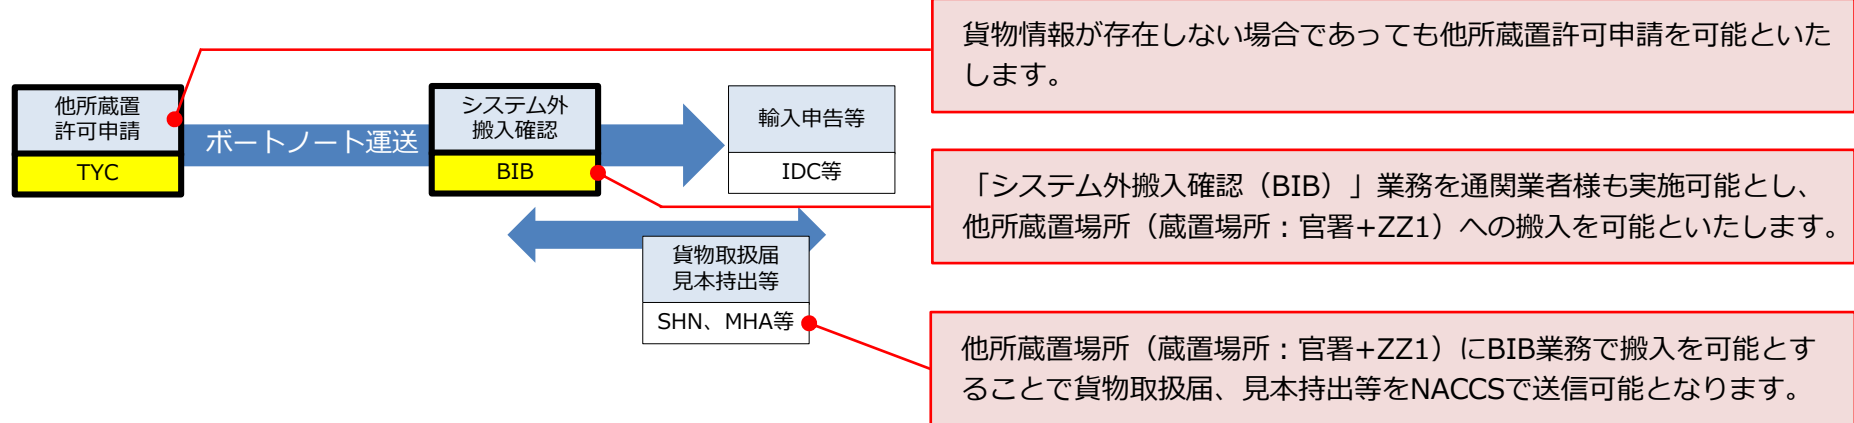 他所蔵置
許可申請
TYC
ボートノート運送
システム外
搬入確認
BIB
輸入申告等
IDC等
貨物取扱届
見本持出等
SHN、MHA等
貨物情報が存在しない場合であっても他所蔵置許可申請を可能といた
します。
「システム外搬入確認（BIB）」業務を通関業者様も実施可能とし、
他所蔵置場所（蔵置場所：官署+ZZ1）への搬入を可能といたします。
他所蔵置場所（蔵置場所：官署+ZZ1）にBIB業務で搬入を可能とす
ることで貨物取扱届、見本持出等をNACCSで送信可能となります。